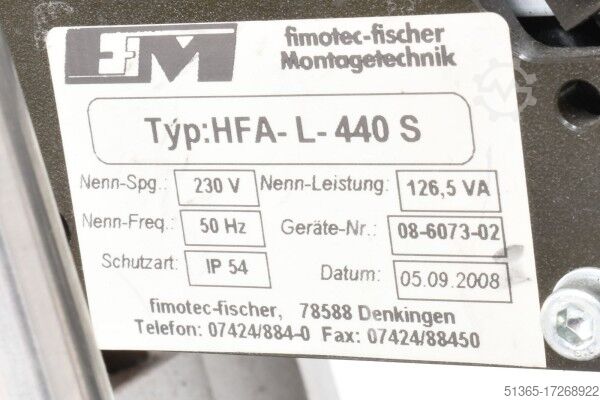 FM
fimotec-fischer
Montagetechnik
Typ:HFA-L-440 S
Nenn-Spg.: 230 V Nenn-Leistung: 126,5 VA
Nenn-Freq.: 50 Hz Geräte-Nr.: 08-6073-02
Schutzart: IP 54 Datum: 05.09.2008
fimotec-fischer, 78588 Denkingen
Telefon: 07424/884-0 Fax: 07424/88450
51365-17268922